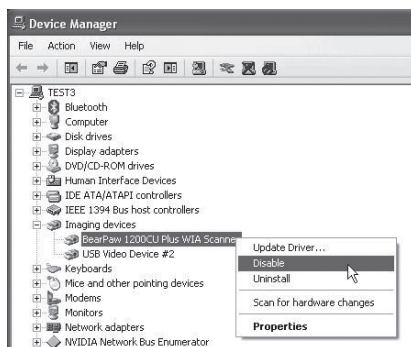 Device Manager
File Action View Help
TEST3
Bluetooth
Computer
Disk drives
Display adapters
DVD/CD-ROM drives
Human Interface Devices
IDE ATA/ATAPI controllers
IEEE 1394 Bus host controllers
Imaging devices
BearPaw 1200CU Plus WIA Scanner
USB Video Device #2
Keyboards
Mice and other pointing devices
Modems
Monitors
Network adapters
NVIDIA Network Bus Enumerator
Update Driver...
Disable
Uninstall
Scan for hardware changes
Properties